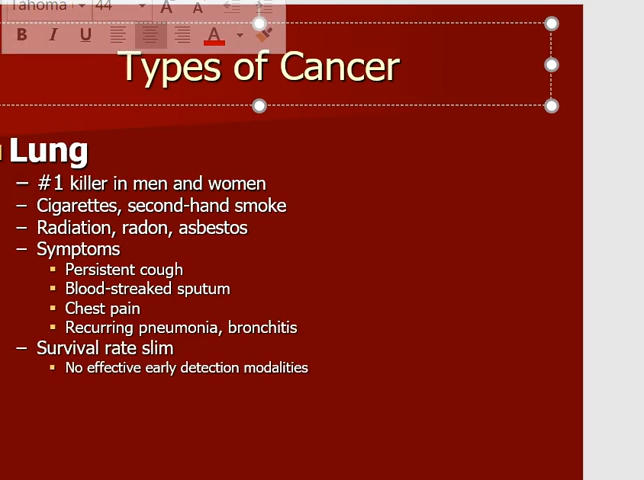 Tahoma 44
B I U A
Types of Cancer
Lung
– #1 killer in men and women
– Cigarettes, second-hand smoke
– Radiation, radon, asbestos
– Symptoms
▪ Persistent cough
▪ Blood-streaked sputum
▪ Chest pain
▪ Recurring pneumonia, bronchitis
– Survival rate slim
▪ No effective early detection modalities